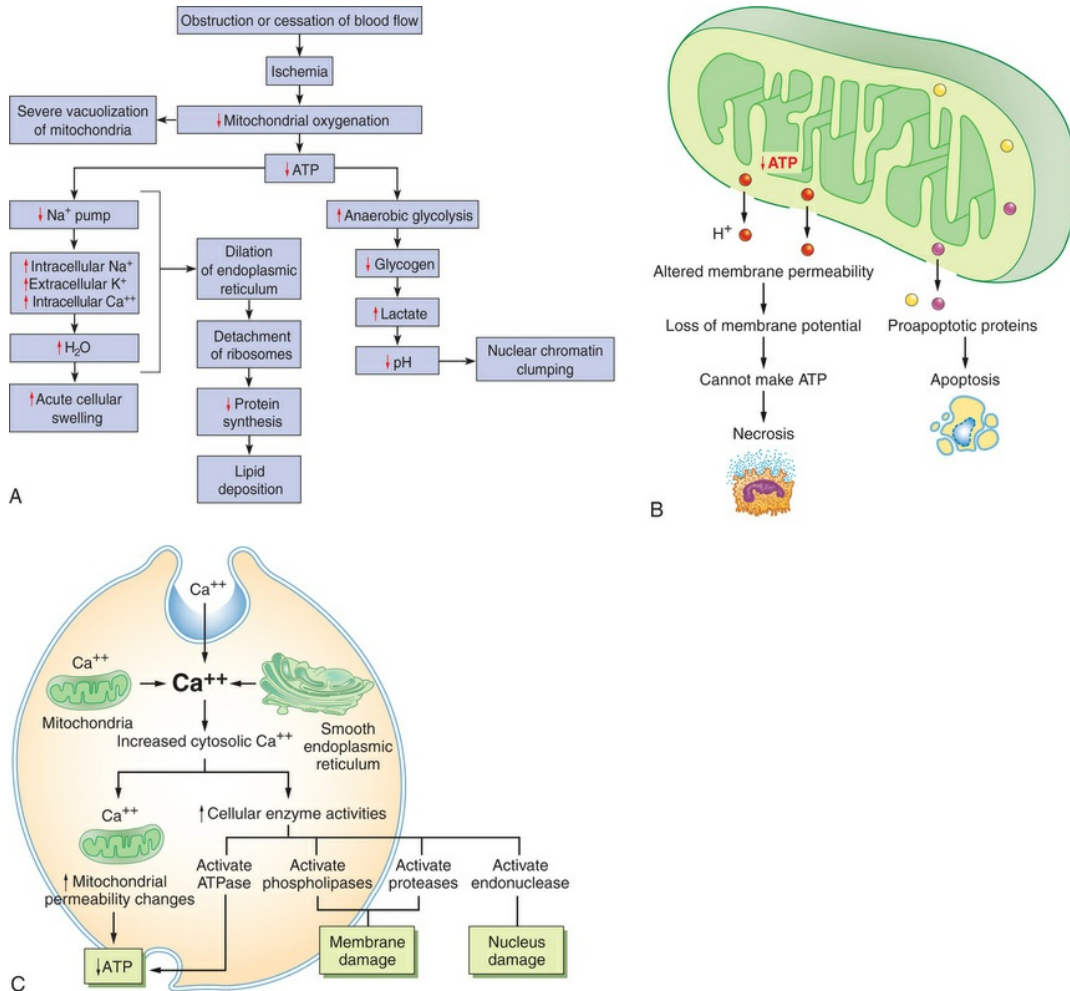 Obstruction or cessation of blood flow
Ischemia
Severe vacuolization
of mitochondria
↓Mitochondrial oxygenation
↓ATP
↓Na⁺ pump
↑Intracellular Na⁺
↑Extracellular K⁺
↑Intracellular Ca⁺⁺
↑H₂O
↑Acute cellular
swelling
Dilation
of endoplasmic
reticulum
Detachment
of ribosomes
↓Protein
synthesis
Lipid
deposition
↑Anaerobic glycolysis
↓Glycogen
↑Lactate
↓pH
Nuclear chromatin
clumping
A
↓ATP
H⁺
Altered membrane permeability
Loss of membrane potential
Cannot make ATP
Necrosis
Proapoptotic proteins
Apoptosis
B
Ca⁺⁺
Ca⁺⁺
Mitochondria
Ca⁺⁺
Smooth
endoplasmic
reticulum
Increased cytosolic Ca⁺⁺
Ca⁺⁺
↑Mitochondrial
permeability changes
↑Cellular enzyme activities
Activate
ATPase
Activate
phospholipases
Activate
proteases
Activate
endonuclease
↓ATP
Membrane
damage
Nucleus
damage
C